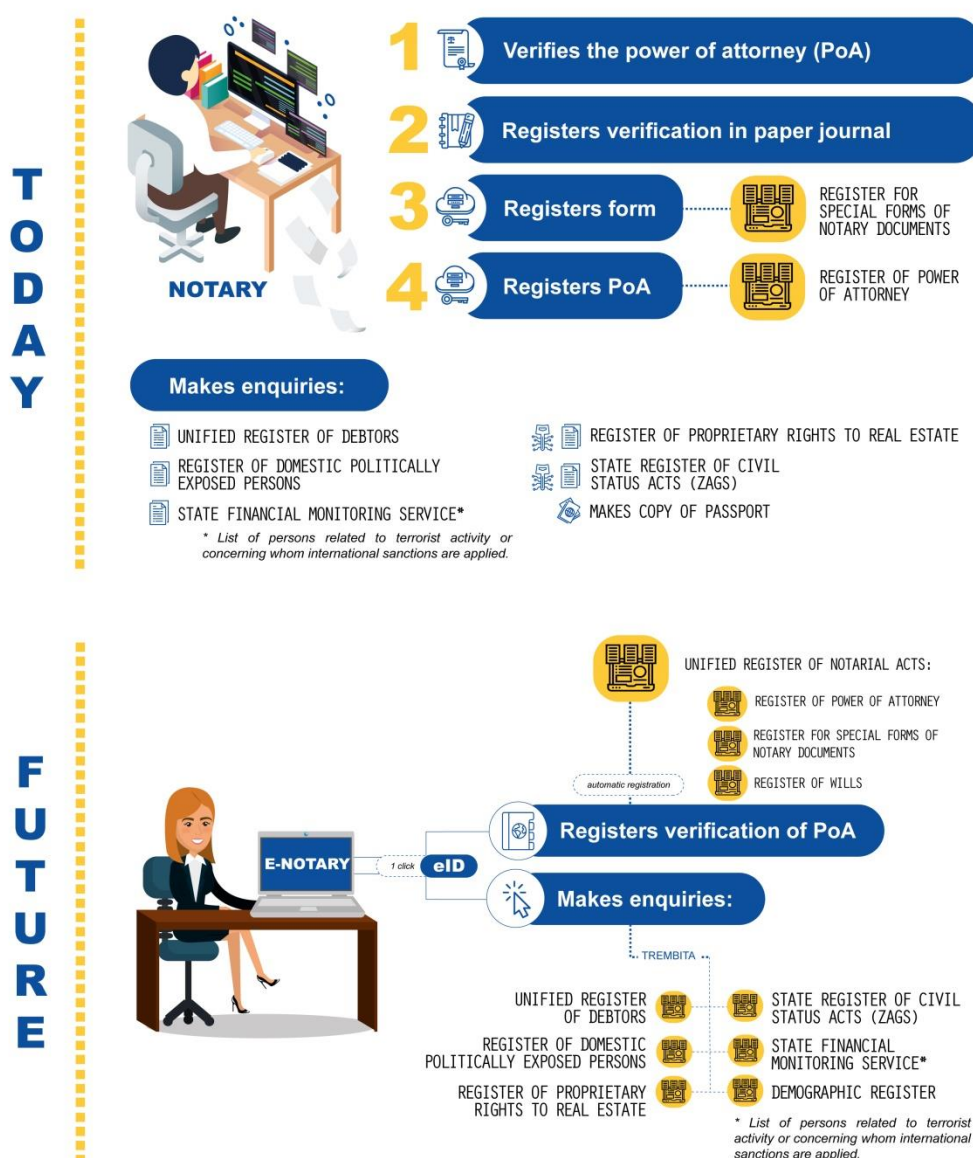 TODAY
1 Verifies the power of attorney (PoA)
2 Registers verification in paper journal
3 Registers form
REGISTER FOR
SPECIAL FORMS OF
NOTARY DOCUMENTS
4 Registers PoA
REGISTER OF POWER
OF ATTORNEY
NOTARY
Makes enquiries:
UNIFIED REGISTER OF DEBTORS
REGISTER OF DOMESTIC POLITICALLY
EXPOSED PERSONS
STATE FINANCIAL MONITORING SERVICE*
* List of persons related to terrorist activity or
concerning whom international sanctions are applied.
REGISTER OF PROPRIETARY RIGHTS TO REAL ESTATE
STATE REGISTER OF CIVIL
STATUS ACTS (ZAGS)
MAKES COPY OF PASSPORT
FUTURE
UNIFIED REGISTER OF NOTARIAL ACTS:
REGISTER OF POWER OF ATTORNEY
REGISTER FOR SPECIAL FORMS OF
NOTARY DOCUMENTS
REGISTER OF WILLS
automatic registration
Registers verification of PoA
E-NOTARY
1 click
eID
Makes enquiries:
TREMBITA
UNIFIED REGISTER
OF DEBTORS
REGISTER OF DOMESTIC
POLITICALLY EXPOSED PERSONS
REGISTER OF PROPRIETARY
RIGHTS TO REAL ESTATE
STATE REGISTER OF CIVIL
STATUS ACTS (ZAGS)
STATE FINANCIAL
MONITORING SERVICE*
DEMOGRAPHIC REGISTER
* List of persons related to terrorist
activity or concerning whom international
sanctions are applied.